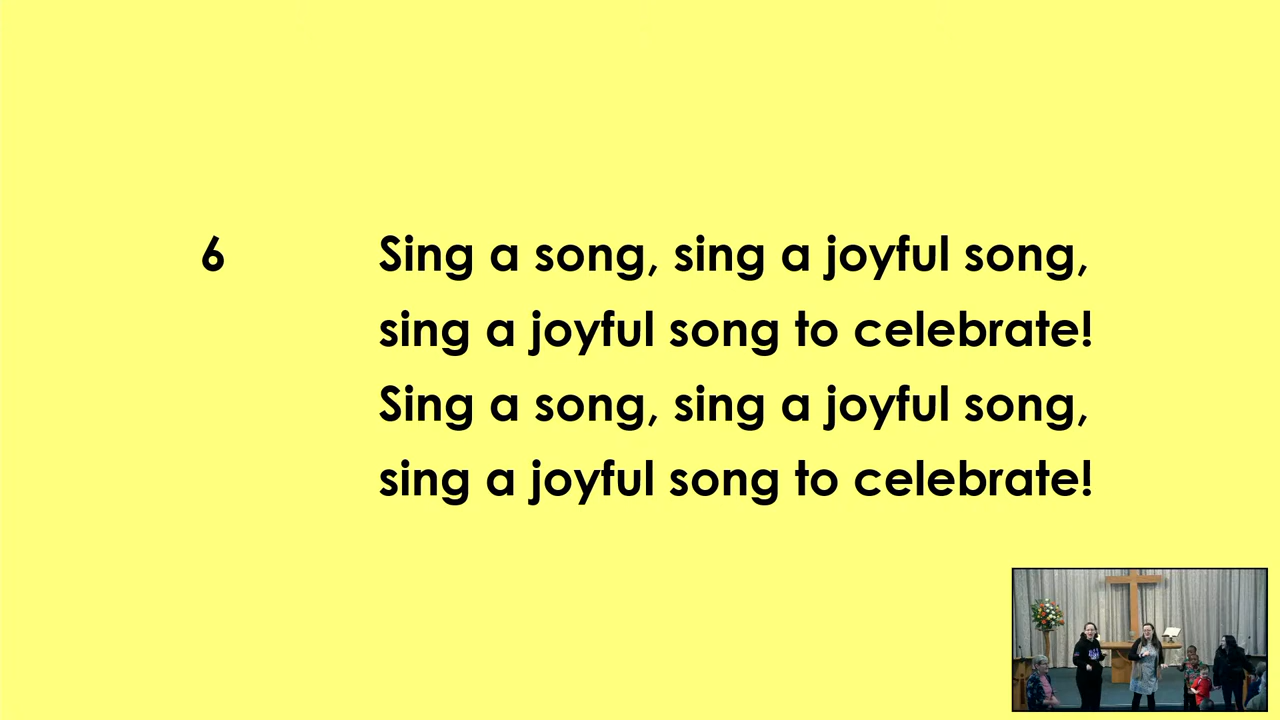 6 Sing a song, sing a joyful song,
sing a joyful song to celebrate!
Sing a song, sing a joyful song,
sing a joyful song to celebrate!